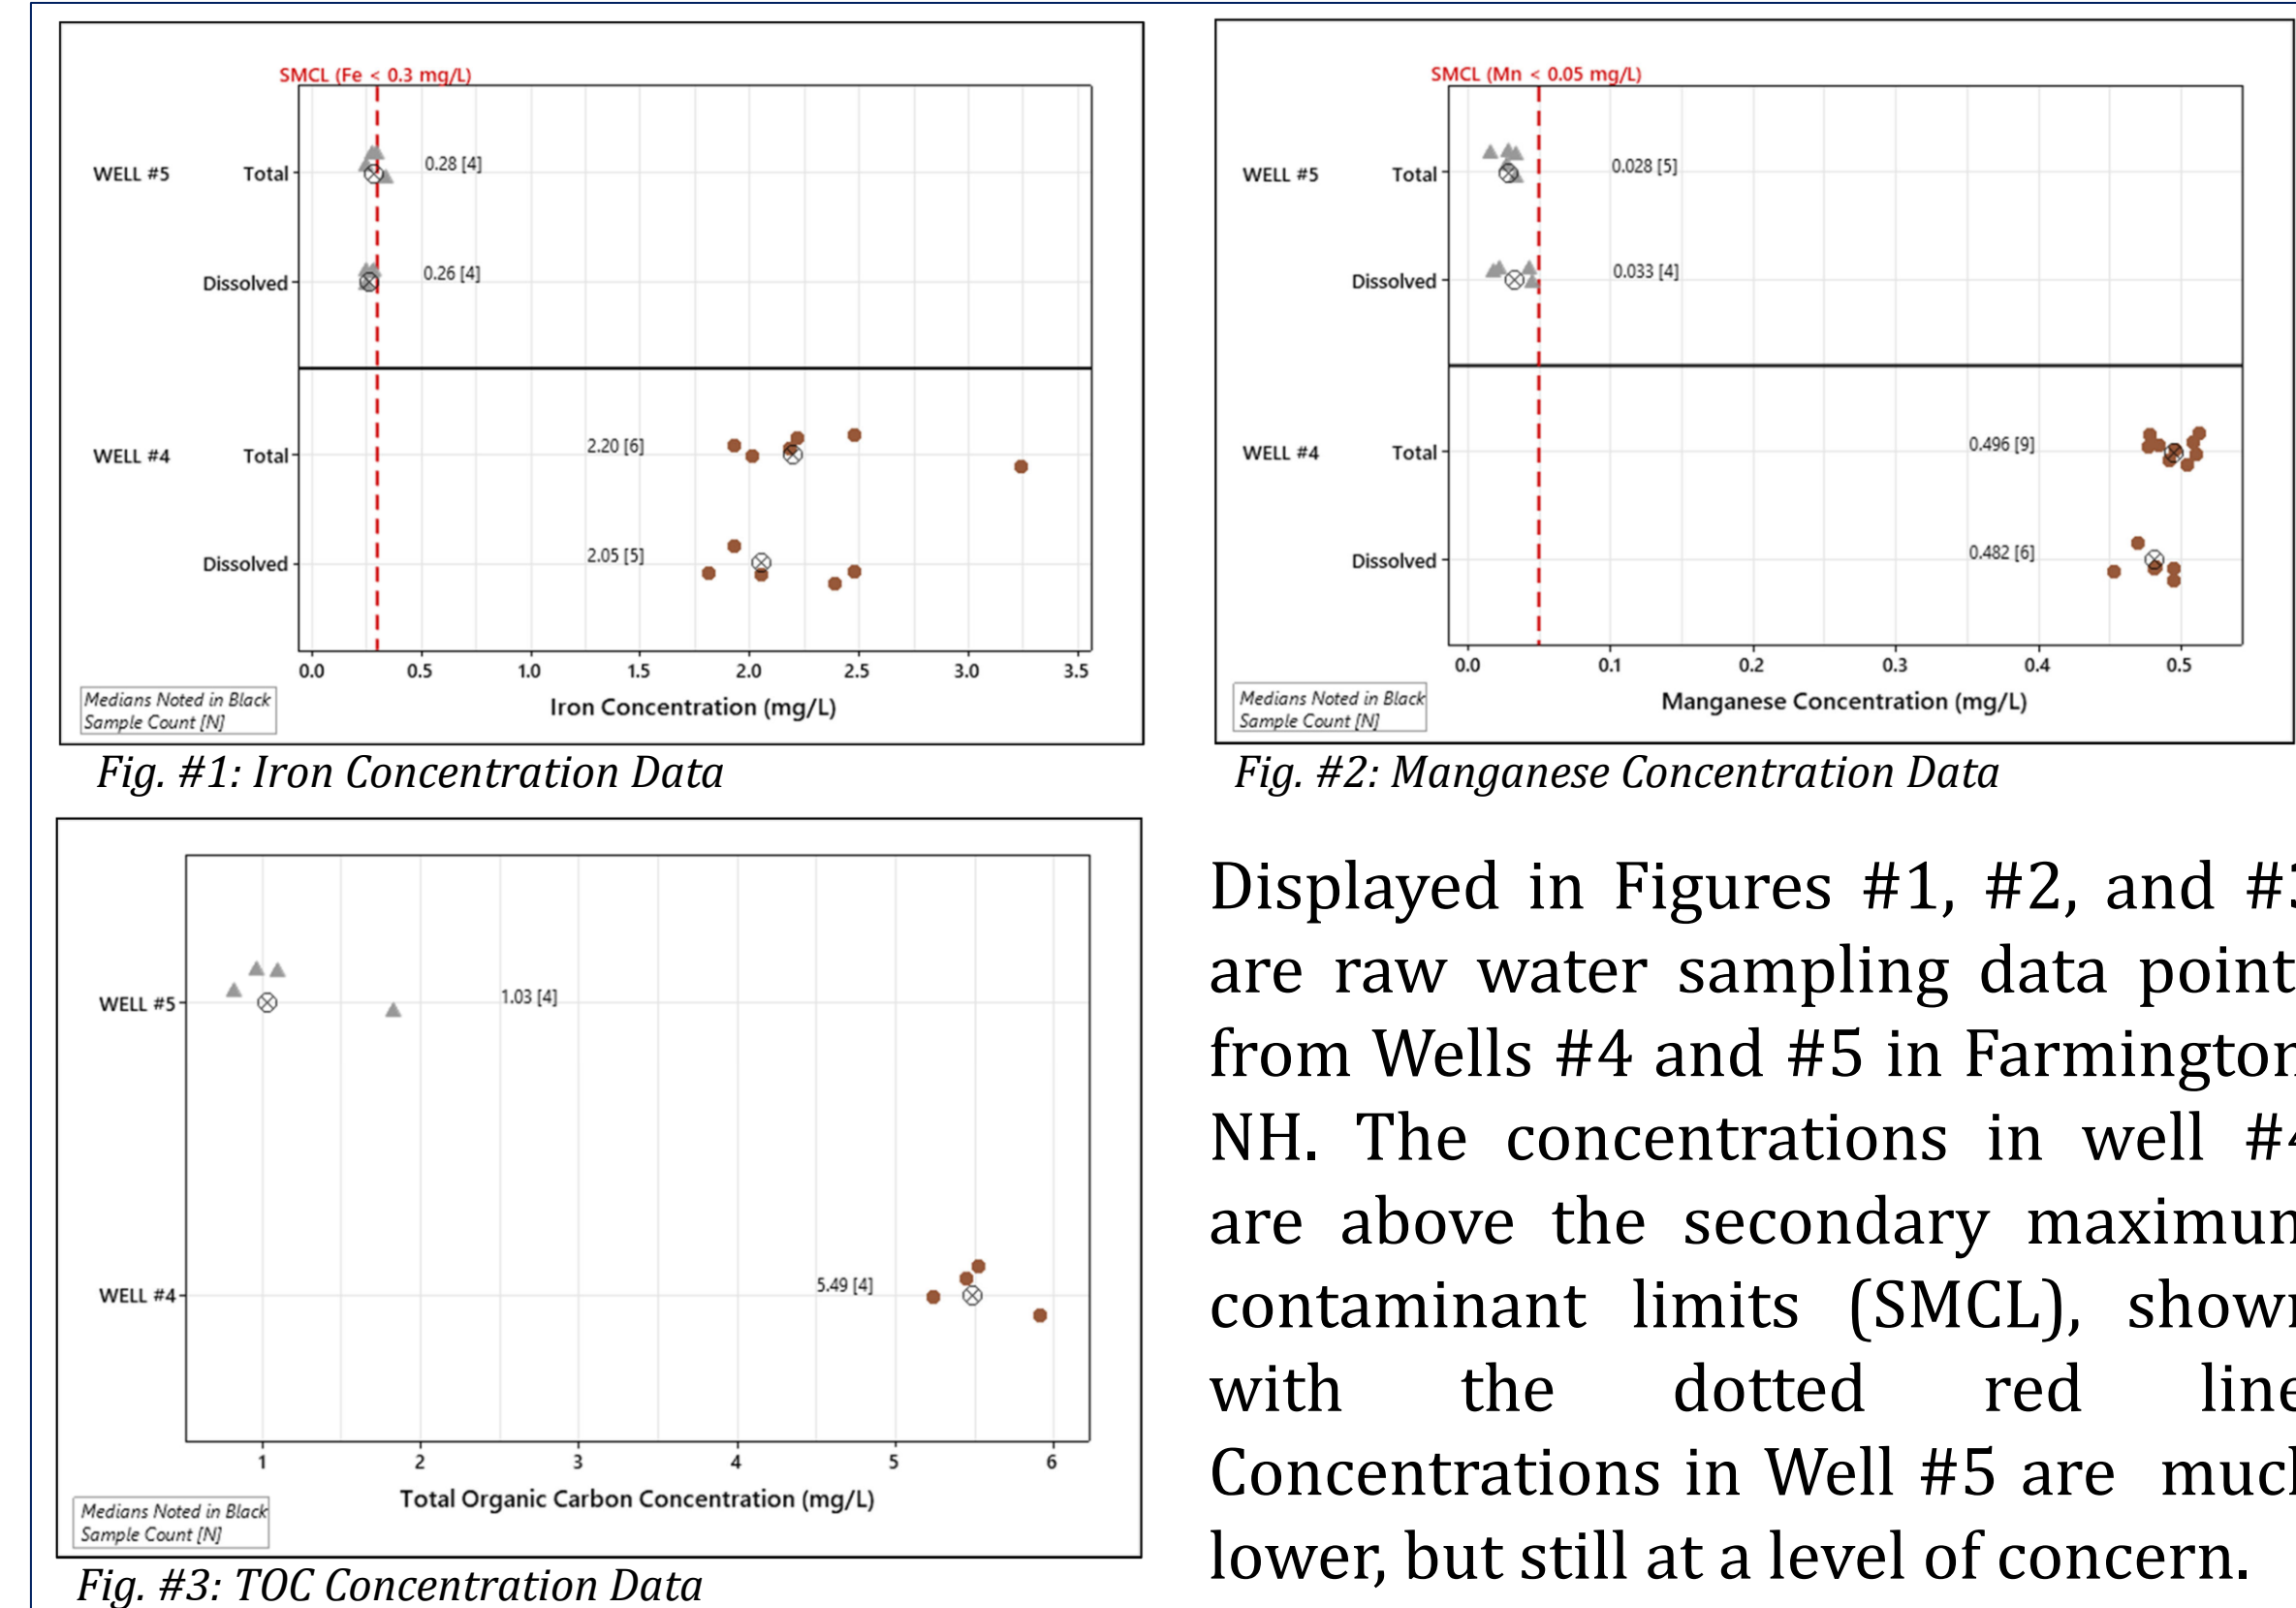 SMCL (Fe < 0.3 mg/L)
WELL #5
Total
0.28 [4]
Dissolved
0.26 [4]
WELL #4
Total
2.20 [6]
Dissolved
2.05 [5]
0.0 0.5 1.0 1.5 2.0 2.5 3.0 3.5
Iron Concentration (mg/L)
Medians Noted in Black
Sample Count [N]
Fig. #1: Iron Concentration Data
SMCL (Mn < 0.05 mg/L)
WELL #5
Total
0.028 [5]
Dissolved
0.033 [4]
WELL #4
Total
0.496 [9]
Dissolved
0.482 [6]
0.0 0.1 0.2 0.3 0.4 0.5
Manganese Concentration (mg/L)
Medians Noted in Black
Sample Count [N]
Fig. #2: Manganese Concentration Data
WELL #5
1.03 [4]
WELL #4
5.49 [4]
1 2 3 4 5 6
Total Organic Carbon Concentration (mg/L)
Medians Noted in Black
Sample Count [N]
Fig. #3: TOC Concentration Data
Displayed in Figures #1, #2, and #3
are raw water sampling data point
from Wells #4 and #5 in Farmington
NH. The concentrations in well #4
are above the secondary maximum
contaminant limits (SMCL), shown
with the dotted red line
Concentrations in Well #5 are much
lower, but still at a level of concern.